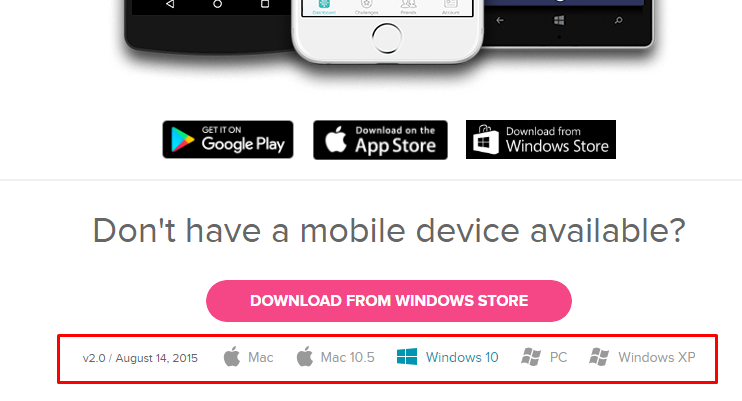 Dashboard Challenges Friends Account
GET IT ON
Google Play
Download on the
App Store
Download from
Windows Store
Don't have a mobile device available?
DOWNLOAD FROM WINDOWS STORE
v2.0 / August 14, 2015 Mac Mac 10.5 Windows 10 PC Windows XP